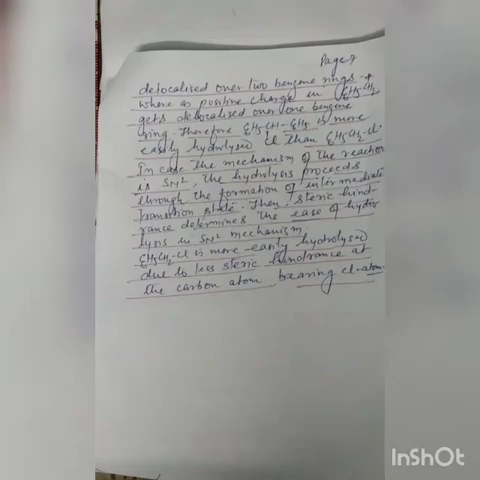 Page 7
delocalised over two benzene rings.
where as positive charge in C6H5CH2
gets delocalised over one benzene
ring. Therefore C6H5CH-C6H5 is more
easily hydrolysed Cl than C6H5CH2-Cl.
In case the mechanism of the reaction
is SN2, the hydrolysis proceeds
through the formation of intermediate
transition state. Then, steric hind-
rance determines the ease of hydro-
lysis in SN2 mechanism.
C6H5CH2-Cl is more easily hydrolysed
due to less steric hindrance at
the carbon atom bearing Cl-atom.
InShOt